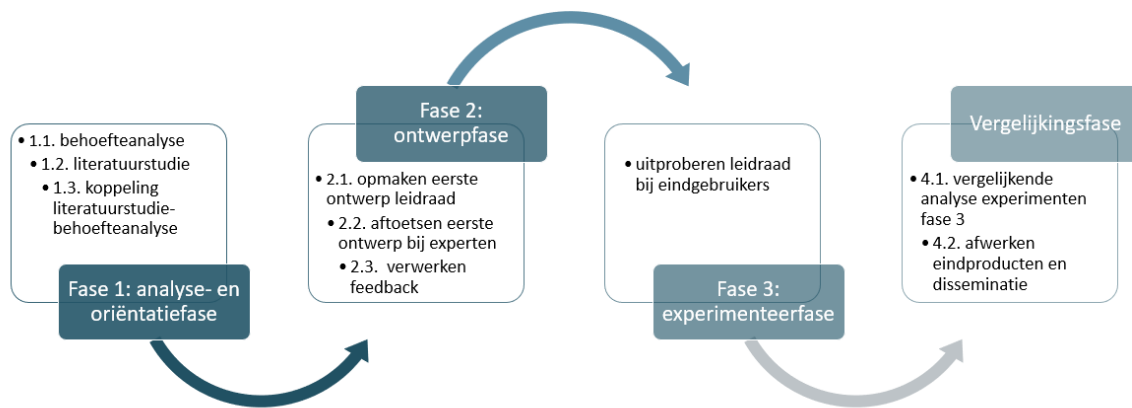 • 1.1. behoefteanalyse
• 1.2. literatuurstudie
• 1.3. koppeling
literatuurstudie-
behoefteanalyse
Fase 1: analyse- en
oriëntatiefase
Fase 2:
ontwerpfase
• 2.1. opmaken eerste
ontwerp leidraad
• 2.2. aftoetsen eerste
ontwerp bij experten
• 2.3. verwerken
feedback
• uitproberen leidraad
bij eindgebruikers
Fase 3:
experimenteerfase
Vergelijkingsfase
• 4.1. vergelijkende
analyse experimenten
fase 3
• 4.2. afwerken
eindproducten en
disseminatie